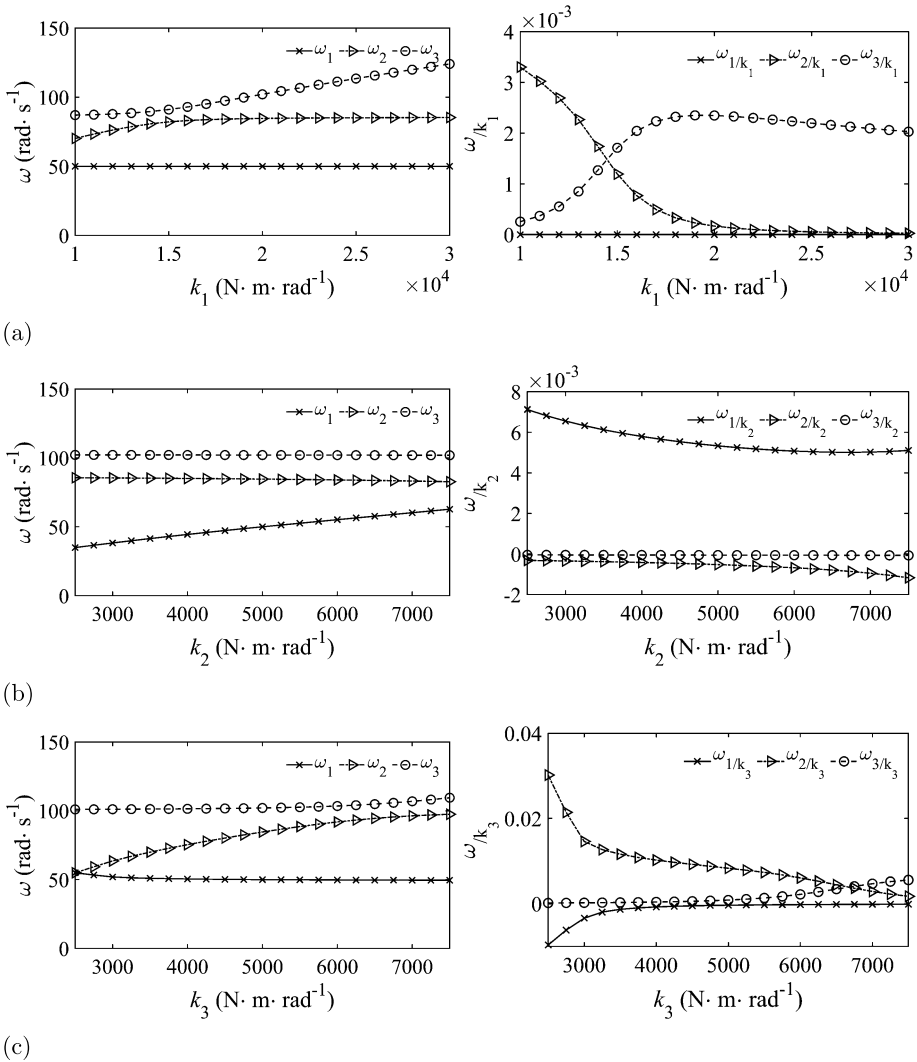 150
100
50
0
ω (rad· s⁻¹)
ω₁ ω₂ ω₃
1 1.5 2 2.5 3
×10⁴
k₁ (N· m· rad⁻¹)
×10⁻³
4
3
2
1
0
ω/k₁
ω1/k₁ ω2/k₁ ω3/k₁
1 1.5 2 2.5 3
×10⁴
k₁ (N· m· rad⁻¹)
(a)
150
100
50
0
ω (rad· s⁻¹)
ω₁ ω₂ ω₃
3000 4000 5000 6000 7000
k₂ (N· m· rad⁻¹)
×10⁻³
8
6
4
2
0
-2
ω/k₂
ω1/k₂ ω2/k₂ ω3/k₂
3000 4000 5000 6000 7000
k₂ (N· m· rad⁻¹)
(b)
150
100
50
0
ω (rad· s⁻¹)
ω₁ ω₂ ω₃
3000 4000 5000 6000 7000
k₃ (N· m· rad⁻¹)
0.04
0.02
0
ω/k₃
ω1/k₃ ω2/k₃ ω3/k₃
3000 4000 5000 6000 7000
k₃ (N· m· rad⁻¹)
(c)